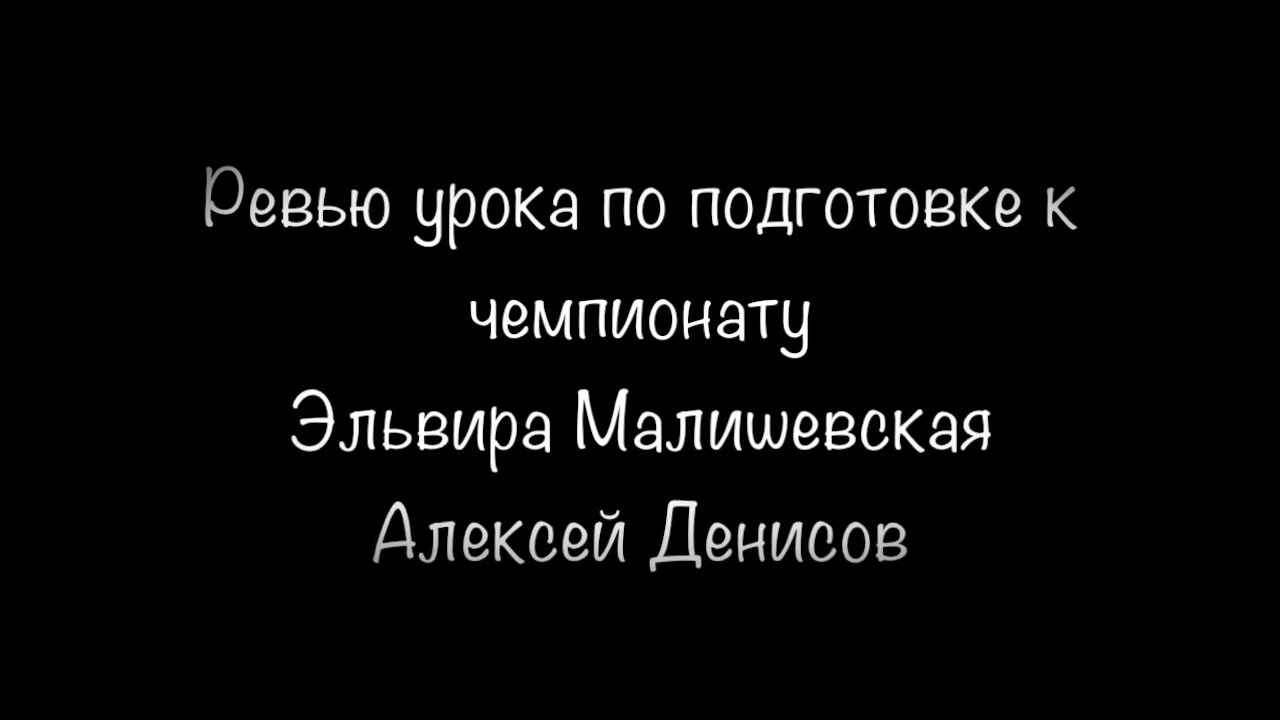 Ревью урока по подготовке к
чемпионату
Эльвира Малишевская
Алексей Денисов